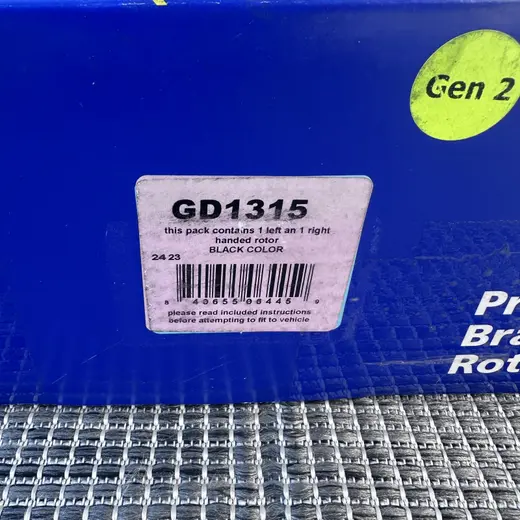 Gen 2
GD1315
this pack contains 1 left an 1 right
handed rotor
BLACK COLOR
24 23
8 40655 06445 9
please read included instructions
before attempting to fit to vehicle
Pr
Bra
Rot